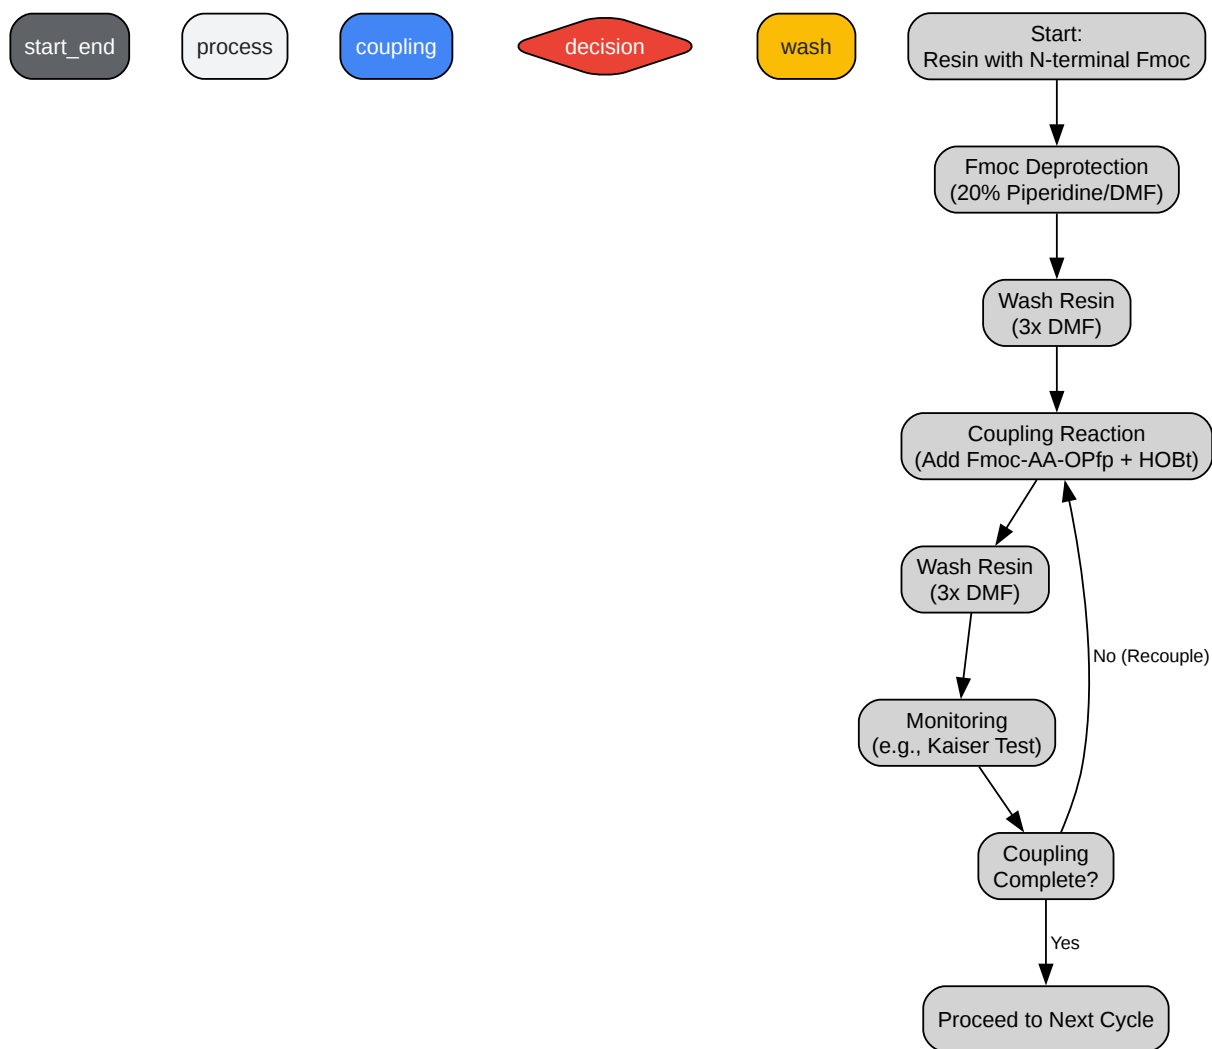 start_end
process
coupling
decision
wash
Start:
Resin with N-terminal Fmoc
Fmoc Deprotection
(20% Piperidine/DMF)
Wash Resin
(3x DMF)
Coupling Reaction
(Add Fmoc-AA-OPfp + HOBt)
Wash Resin
(3x DMF)
No (Recouple)
Monitoring
(e.g., Kaiser Test)
Coupling
Complete?
Yes
Proceed to Next Cycle